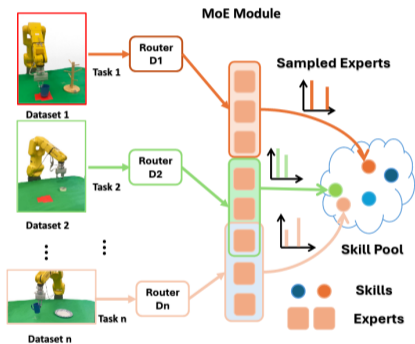 MoE Module
Router
D1
Task 1
Dataset 1
Sampled Experts
Router
D2
Task 2
Dataset 2
Skill Pool
Router
Dn
Task n
Dataset n
Skills
Experts